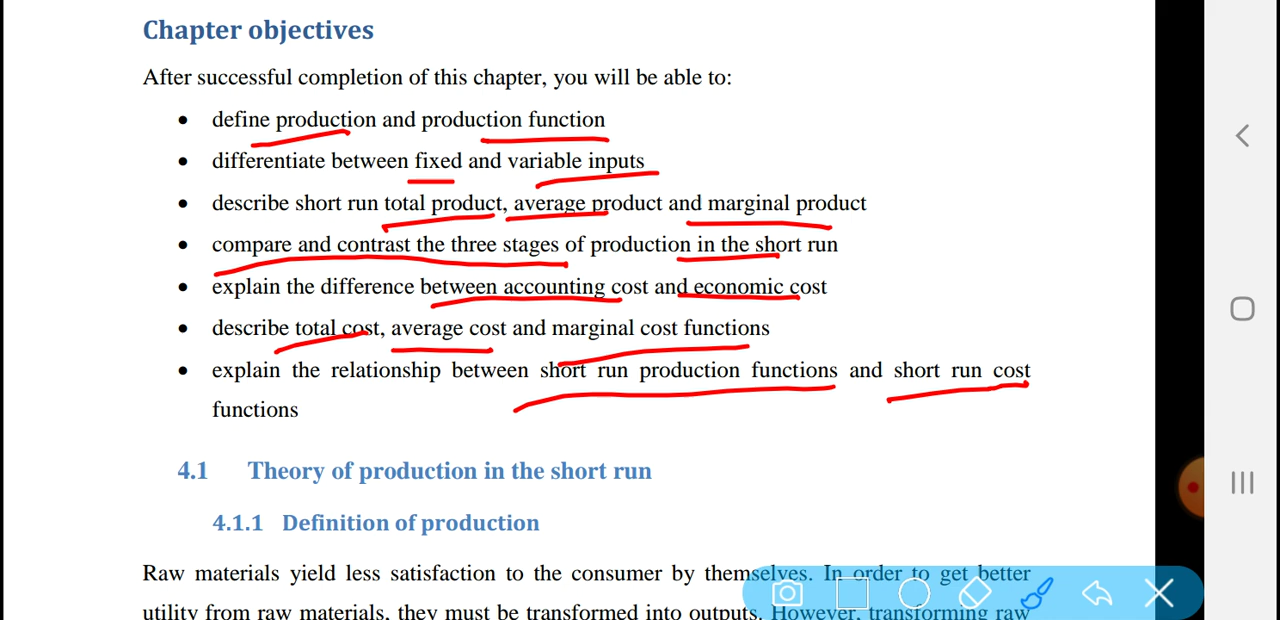 Chapter objectives
After successful completion of this chapter, you will be able to:
• define production and production function
• differentiate between fixed and variable inputs
• describe short run total product, average product and marginal product
• compare and contrast the three stages of production in the short run
• explain the difference between accounting cost and economic cost
• describe total cost, average cost and marginal cost functions
• explain the relationship between short run production functions and short run cost
functions
4.1 Theory of production in the short run
4.1.1 Definition of production
Raw materials yield less satisfaction to the consumer by themselves. In order to get better
utility from raw materials, they must be transformed into outputs. However, transforming raw